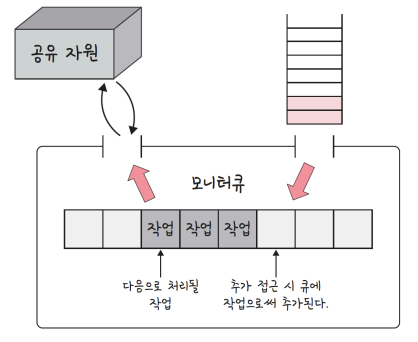 공유 자원
모니터큐
작업 작업 작업
다음으로 처리될
작업
추가 접근 시 큐에
작업으로써 추가된다.